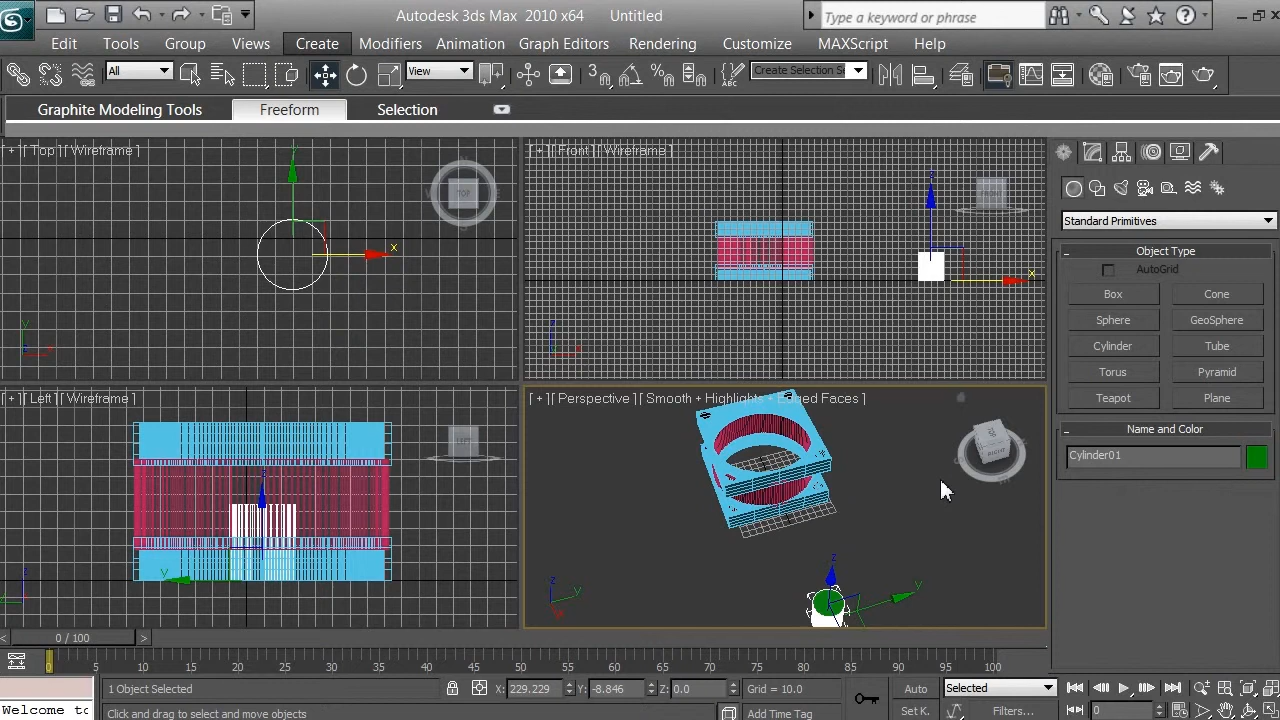 Autodesk 3ds Max 2010 x64 Untitled
Type a keyword or phrase
Edit Tools Group Views Create Modifiers Animation Graph Editors Rendering Customize MAXScript Help
All View Create Selection Se
Graphite Modeling Tools Freeform Selection
[ + ] [ Top ] [ Wireframe ]
TOP
y
x
[ + ] [ Front ] [ Wireframe ]
FRONT
z
x
Standard Primitives
Object Type
AutoGrid
Box Cone
Sphere GeoSphere
Cylinder Tube
Torus Pyramid
Teapot Plane
Name and Color
Cylinder01
[ + ] [ Left ] [ Wireframe ]
LEFT
y
z
[ + ] [ Perspective ] [ Smooth + Highlights + Edged Faces ]
RIGHT
z
y
0 / 100
0 5 10 15 20 25 30 35 40 45 50 55 60 65 70 75 80 85 90 95 100
1 Object Selected X: 229.229 Y: -8.846 Z: 0.0 Grid = 10.0 Auto Selected
Welcome to Click and drag to select and move objects Add Time Tag Set K. Filters... 0